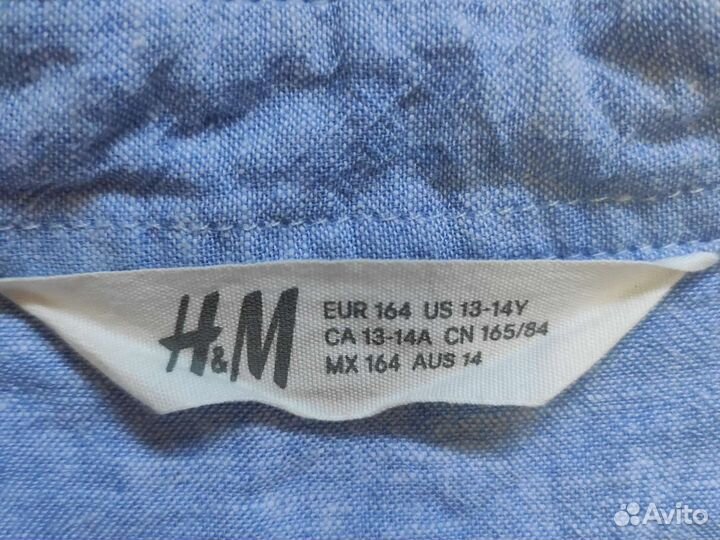 H&M
EUR 164 US 13-14Y
CA 13-14A CN 165/84
MX 164 AUS 14
Avito